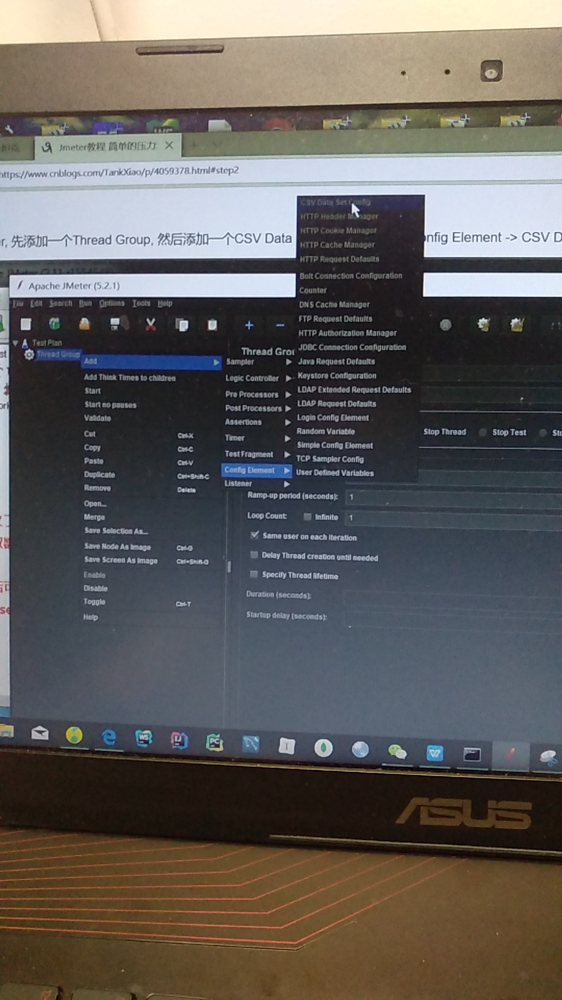 Jmeter教程 简单的压力
https://www.cnblogs.com/TankXiao/p/4059378.html#step2
r, 先添加一个Thread Group, 然后添加一个CSV Data
nfig Element -> CSV D
CSV Data Set Config
HTTP Header Manager
HTTP Cookie Manager
HTTP Cache Manager
HTTP Request Defaults
Bolt Connection Configuration
Counter
DNS Cache Manager
FTP Request Defaults
HTTP Authorization Manager
JDBC Connection Configuration
Java Request Defaults
Keystore Configuration
LDAP Extended Request Defaults
LDAP Request Defaults
Login Config Element
Random Variable
Simple Config Element
TCP Sampler Config
User Defined Variables
Apache JMeter (5.2.1)
Edit Search Run Options Tools Help
Test Plan
Thread Group
Thread Grou
Add
Add Think Times to children
Start
Start no pauses
Validate
Cut Ctrl-X
Copy Ctrl-C
Paste Ctrl-V
Duplicate Ctrl+Shift-C
Remove Delete
Open...
Merge
Save Selection As...
Save Node As Image Ctrl-G
Save Screen As Image Ctrl+Shift-G
Enable
Disable
Toggle Ctrl-T
Help
Sampler
Logic Controller
Pre Processors
Post Processors
Assertions
Timer
Test Fragment
Config Element
Listener
Stop Thread Stop Test Sto
Ramp-up period (seconds): 1
Loop Count: Infinite 1
Same user on each iteration
Delay Thread creation until needed
Specify Thread lifetime
Duration (seconds):
Startup delay (seconds):
WS
IJ
PC
T
W
ASUS